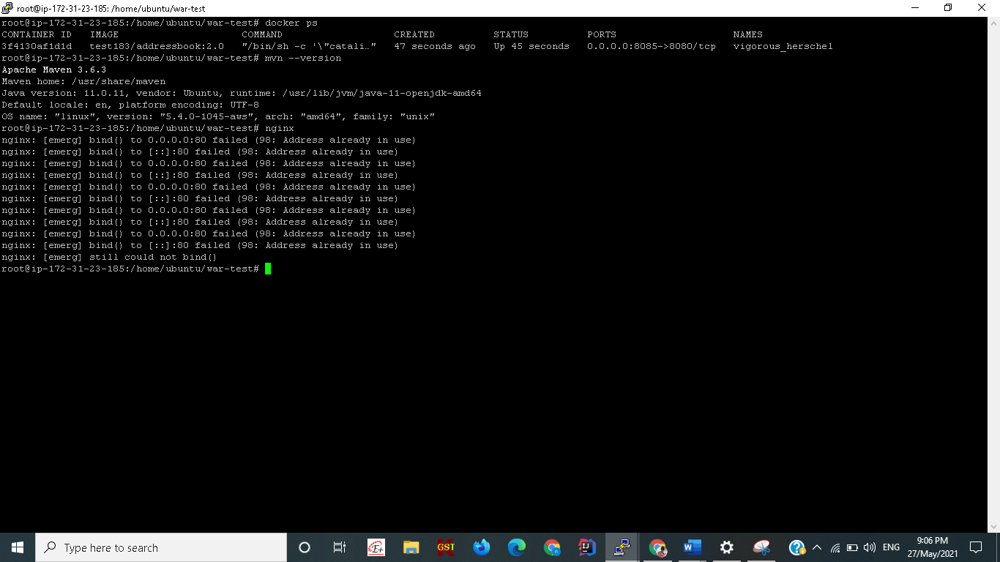 root@ip-172-31-23-185: /home/ubuntu/war-test
root@ip-172-31-23-185:/home/ubuntu/war-test# docker ps
CONTAINER ID   IMAGE                     COMMAND                   CREATED          STATUS          PORTS                    NAMES
3f4130af1d1d   test183/addressbook:2.0   "/bin/sh -c '\"catali…"   47 seconds ago   Up 45 seconds   0.0.0.0:8085->8080/tcp   vigorous_herschel
root@ip-172-31-23-185:/home/ubuntu/war-test# mvn --version
Apache Maven 3.6.3
Maven home: /usr/share/maven
Java version: 11.0.11, vendor: Ubuntu, runtime: /usr/lib/jvm/java-11-openjdk-amd64
Default locale: en, platform encoding: UTF-8
OS name: "linux", version: "5.4.0-1045-aws", arch: "amd64", family: "unix"
root@ip-172-31-23-185:/home/ubuntu/war-test# nginx
nginx: [emerg] bind() to 0.0.0.0:80 failed (98: Address already in use)
nginx: [emerg] bind() to [::]:80 failed (98: Address already in use)
nginx: [emerg] bind() to 0.0.0.0:80 failed (98: Address already in use)
nginx: [emerg] bind() to [::]:80 failed (98: Address already in use)
nginx: [emerg] bind() to 0.0.0.0:80 failed (98: Address already in use)
nginx: [emerg] bind() to [::]:80 failed (98: Address already in use)
nginx: [emerg] bind() to 0.0.0.0:80 failed (98: Address already in use)
nginx: [emerg] bind() to [::]:80 failed (98: Address already in use)
nginx: [emerg] bind() to 0.0.0.0:80 failed (98: Address already in use)
nginx: [emerg] bind() to [::]:80 failed (98: Address already in use)
nginx: [emerg] still could not bind()
root@ip-172-31-23-185:/home/ubuntu/war-test#
Type here to search
E+
GST
IJ
W
ENG
9:06 PM
27/May/2021